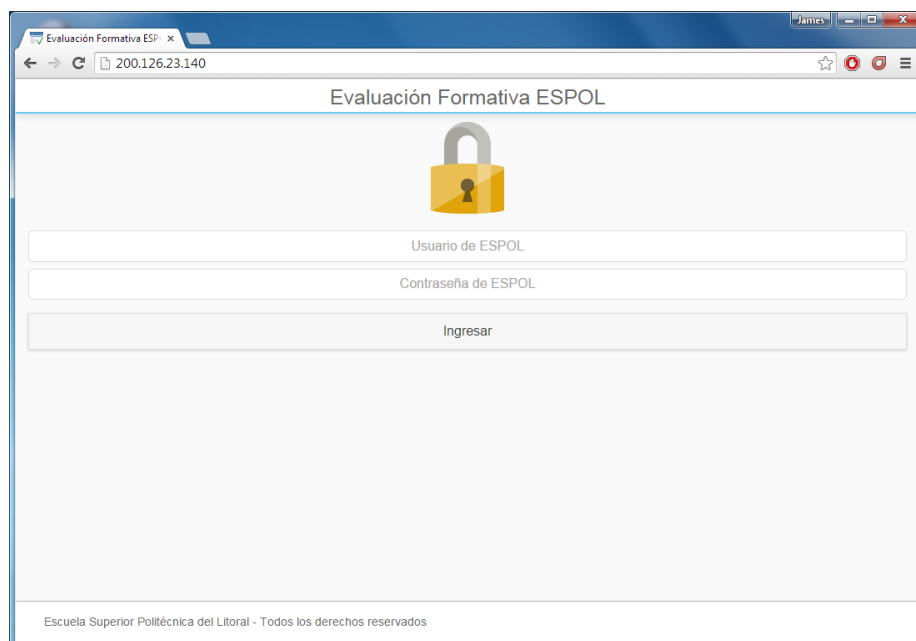 James
Evaluación Formativa ESP
200.126.23.140
Evaluación Formativa ESPOL
Usuario de ESPOL
Contraseña de ESPOL
Ingresar
Escuela Superior Politécnica del Litoral - Todos los derechos reservados